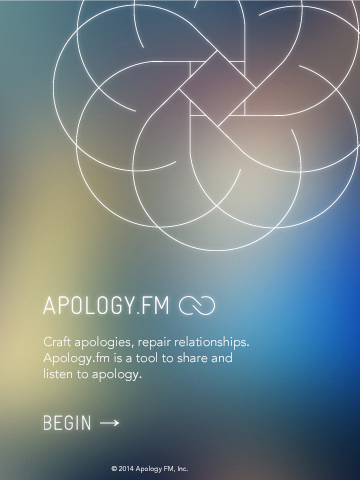 APOLOGY.FM
Craft apologies, repair relationships.
Apology.fm is a tool to share and
listen to apology.
BEGIN →
© 2014 Apology FM, Inc.